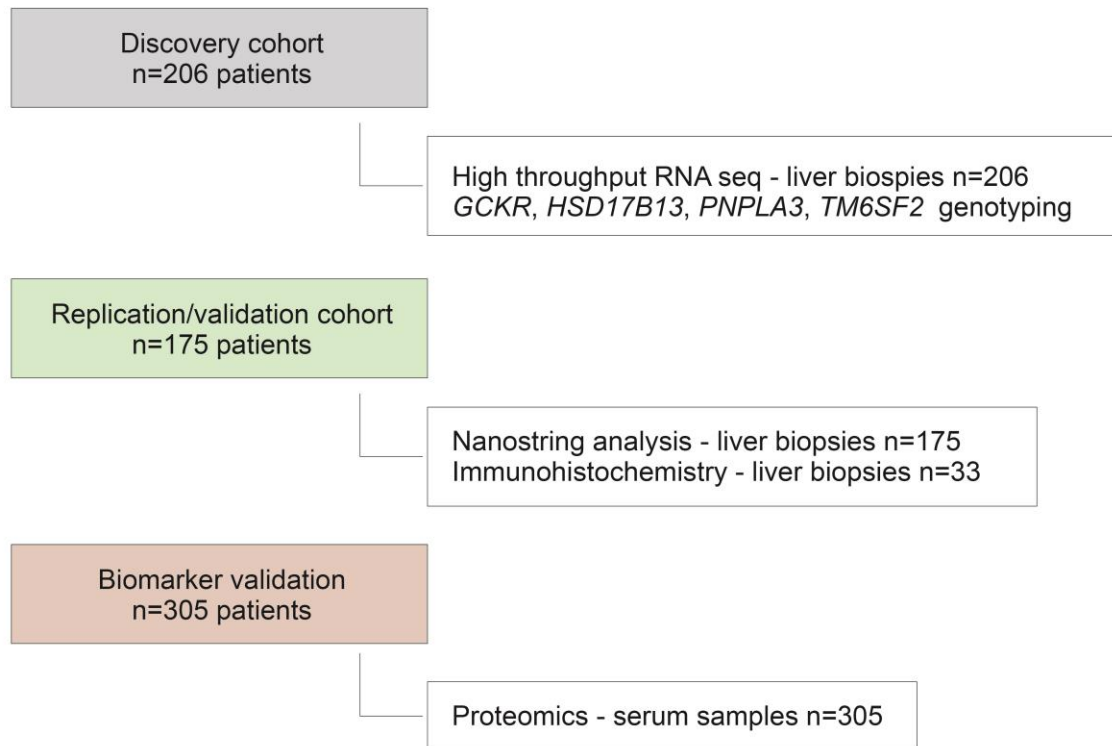 Discovery cohort
n=206 patients
High throughput RNA seq - liver biospies n=206
GCKR, HSD17B13, PNPLA3, TM6SF2 genotyping
Replication/validation cohort
n=175 patients
Nanostring analysis - liver biopsies n=175
Immunohistochemistry - liver biopsies n=33
Biomarker validation
n=305 patients
Proteomics - serum samples n=305